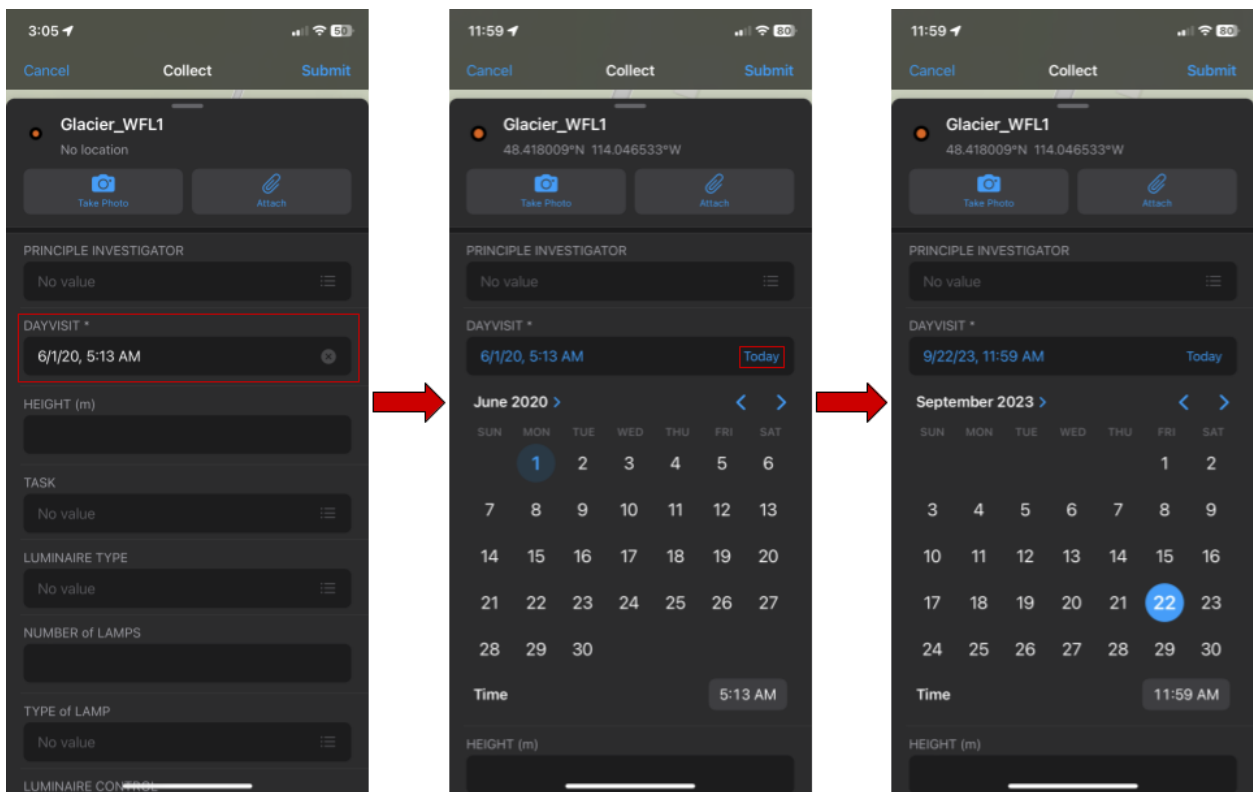 3:05
50
Cancel
Collect
Submit
Glacier_WFL1
No location
Take Photo
Attach
PRINCIPLE INVESTIGATOR
No value
DAYVISIT *
6/1/20, 5:13 AM
HEIGHT (m)
TASK
No value
LUMINAIRE TYPE
No value
NUMBER of LAMPS
TYPE of LAMP
No value
LUMINAIRE CONTROL
11:59
80
Cancel
Collect
Submit
Glacier_WFL1
48.418009°N 114.046533°W
Take Photo
Attach
PRINCIPLE INVESTIGATOR
No value
DAYVISIT *
6/1/20, 5:13 AM Today
June 2020 >
SUN MON TUE WED THU FRI SAT
1 2 3 4 5 6
7 8 9 10 11 12 13
14 15 16 17 18 19 20
21 22 23 24 25 26 27
28 29 30
Time 5:13 AM
HEIGHT (m)
11:59
80
Cancel
Collect
Submit
Glacier_WFL1
48.418009°N 114.046533°W
Take Photo
Attach
PRINCIPLE INVESTIGATOR
No value
DAYVISIT *
9/22/23, 11:59 AM Today
September 2023 >
SUN MON TUE WED THU FRI SAT
1 2
3 4 5 6 7 8 9
10 11 12 13 14 15 16
17 18 19 20 21 22 23
24 25 26 27 28 29 30
Time 11:59 AM
HEIGHT (m)